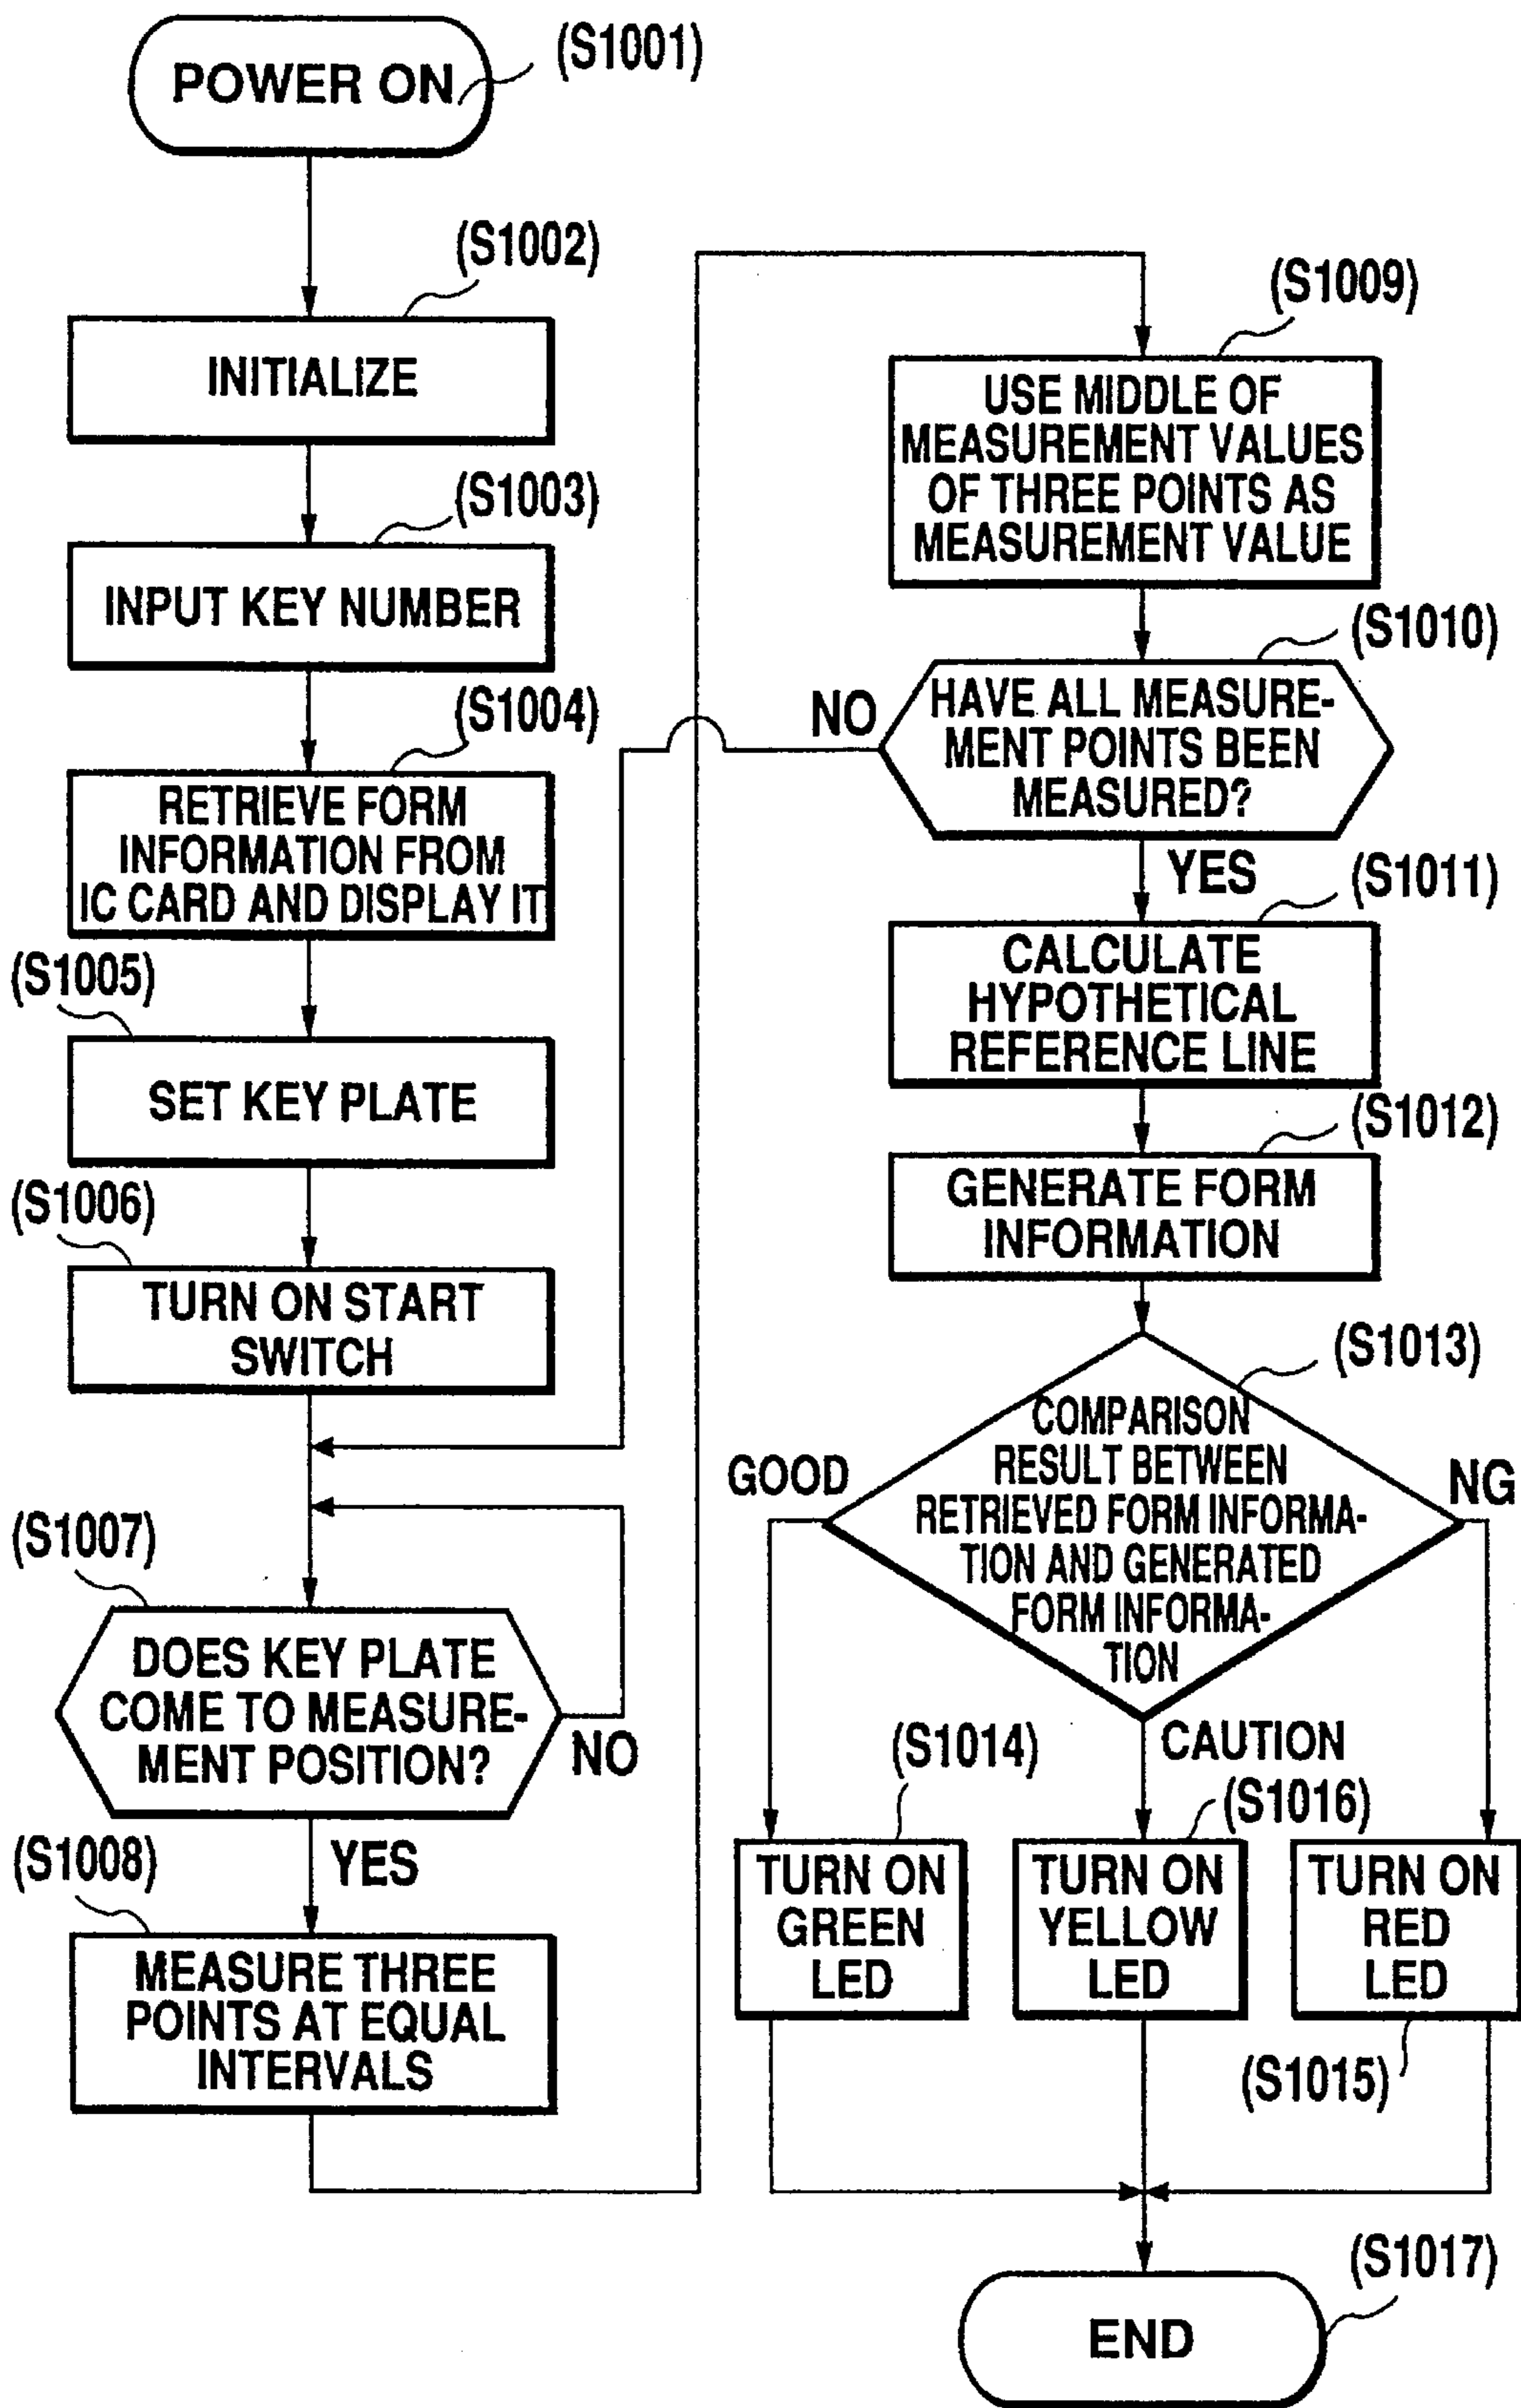 POWER ON
(S1001)
(S1002)
INITIALIZE
(S1003)
INPUT KEY NUMBER
(S1004)
RETRIEVE FORM
INFORMATION FROM
IC CARD AND DISPLAY IT
(S1005)
SET KEY PLATE
(S1006)
TURN ON START
SWITCH
(S1007)
DOES KEY PLATE
COME TO MEASURE-
MENT POSITION?
NO
YES
(S1008)
MEASURE THREE
POINTS AT EQUAL
INTERVALS
(S1009)
USE MIDDLE OF
MEASUREMENT VALUES
OF THREE POINTS AS
MEASUREMENT VALUE
(S1010)
NO
HAVE ALL MEASURE-
MENT POINTS BEEN
MEASURED?
YES
(S1011)
CALCULATE
HYPOTHETICAL
REFERENCE LINE
(S1012)
GENERATE FORM
INFORMATION
(S1013)
COMPARISON
RESULT BETWEEN
RETRIEVED FORM INFORMA-
TION AND GENERATED
FORM INFORMA-
TION
GOOD
NG
CAUTION
(S1014)
TURN ON
GREEN
LED
(S1016)
TURN ON
YELLOW
LED
TURN ON
RED
LED
(S1015)
(S1017)
END